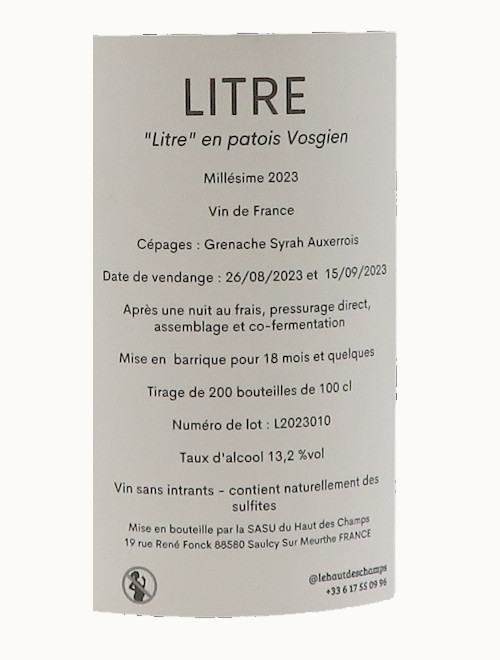 LITRE
"Litre" en patois Vosgien
Millésime 2023
Vin de France
Cépages : Grenache Syrah Auxerrois
Date de vendange : 26/08/2023 et 15/09/2023
Après une nuit au frais, pressurage direct,
assemblage et co-fermentation
Mise en barrique pour 18 mois et quelques
Tirage de 200 bouteilles de 100 cl
Numéro de lot : L2023010
Taux d'alcool 13,2 %vol
Vin sans intrants - contient naturellement des
sulfites
Mise en bouteille par la SASU du Haut des Champs
19 rue René Fonck 88580 Saulcy Sur Meurthe FRANCE
@lehautdeschamps
+33 6 17 55 09 96